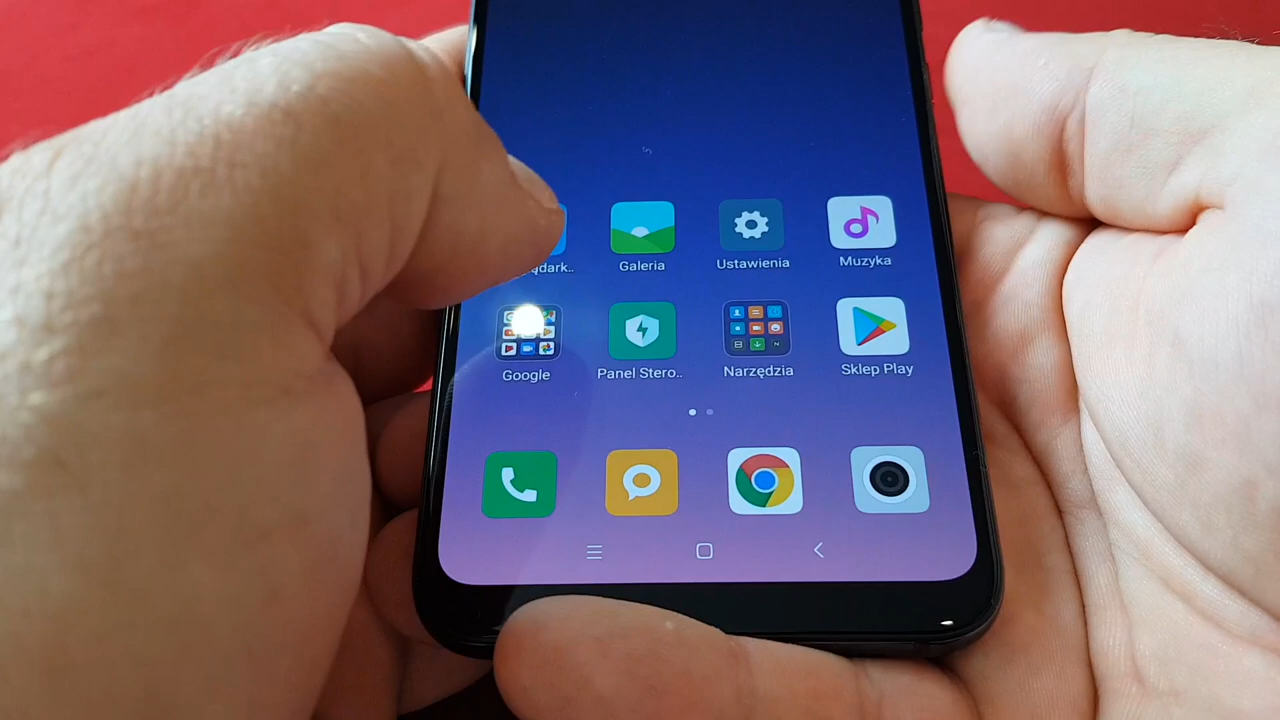 Galeria
Ustawienia
Muzyka
Google
Panel Stero..
Narzędzia
Sklep Play